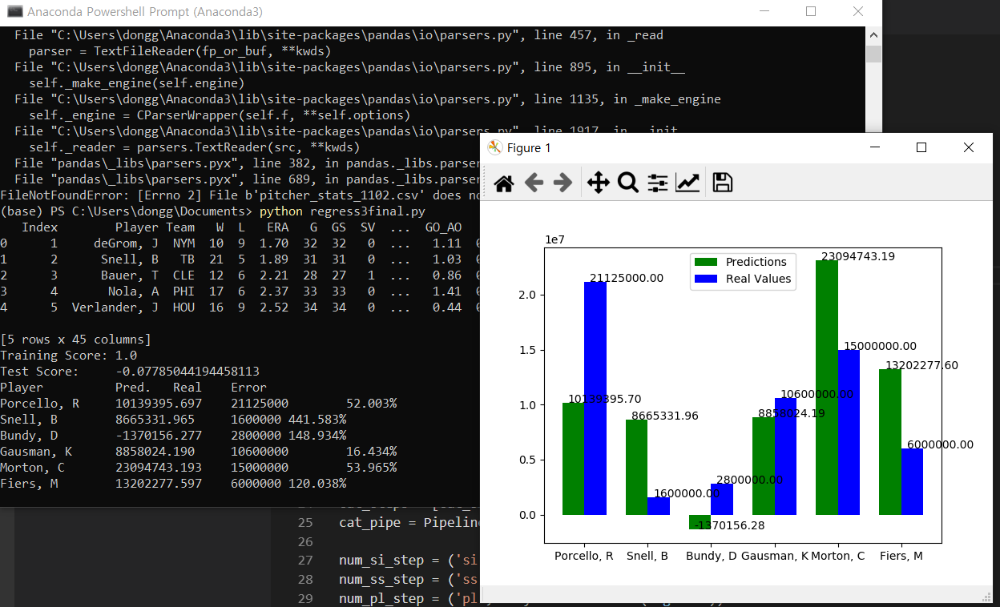 Anaconda Powershell Prompt (Anaconda3)
File "C:\Users\dongg\Anaconda3\lib\site-packages\pandas\io\parsers.py", line 457, in _read
parser = TextFileReader(fp_or_buf, **kwds)
File "C:\Users\dongg\Anaconda3\lib\site-packages\pandas\io\parsers.py", line 895, in __init__
self._make_engine(self.engine)
File "C:\Users\dongg\Anaconda3\lib\site-packages\pandas\io\parsers.py", line 1135, in _make_engine
self._engine = CParserWrapper(self.f, **self.options)
File "C:\Users\dongg\Anaconda3\lib\site-packages\pandas\io\parsers.py", line 1917, in __init__
self._reader = parsers.TextReader(src, **kwds)
File "pandas\_libs\parsers.pyx", line 382, in pandas._libs.parser
File "pandas\_libs\parsers.pyx", line 689, in pandas._libs.parser
FileNotFoundError: [Errno 2] File b'pitcher_stats_1102.csv' does no
(base) PS C:\Users\dongg\Documents> python regress3final.py
Index Player Team W L ERA G GS SV ... GO_AO
0 1 deGrom, J NYM 10 9 1.70 32 32 0 ... 1.11
1 2 Snell, B TB 21 5 1.89 31 31 0 ... 1.03
2 3 Bauer, T CLE 12 6 2.21 28 27 1 ... 0.86
3 4 Nola, A PHI 17 6 2.37 33 33 0 ... 1.41
4 5 Verlander, J HOU 16 9 2.52 34 34 0 ... 0.44
[5 rows x 45 columns]
Training Score: 1.0
Test Score: -0.07785044194458113
Player Pred. Real Error
Porcello, R 10139395.697 21125000 52.003%
Snell, B 8665331.965 1600000 441.583%
Bundy, D -1370156.277 2800000 148.934%
Gausman, K 8858024.190 10600000 16.434%
Morton, C 23094743.193 15000000 53.965%
Fiers, M 13202277.597 6000000 120.038%
25 cat_pipe = Pipeline
26
27 num_si_step = ('si
28 num_ss_step = ('ss
29 num_pl_step = ('pl
Figure 1
1e7
Predictions
Real Values
2.0
1.5
1.0
0.5
0.0
23094743.19
21125000.00
15000000.00
13202277.60
10139395.70
10600000.00
8665331.96
8858024.19
6000000.00
2800000.00
1600000.00
-1370156.28
Porcello, R Snell, B Bundy, D Gausman, K Morton, C Fiers, M